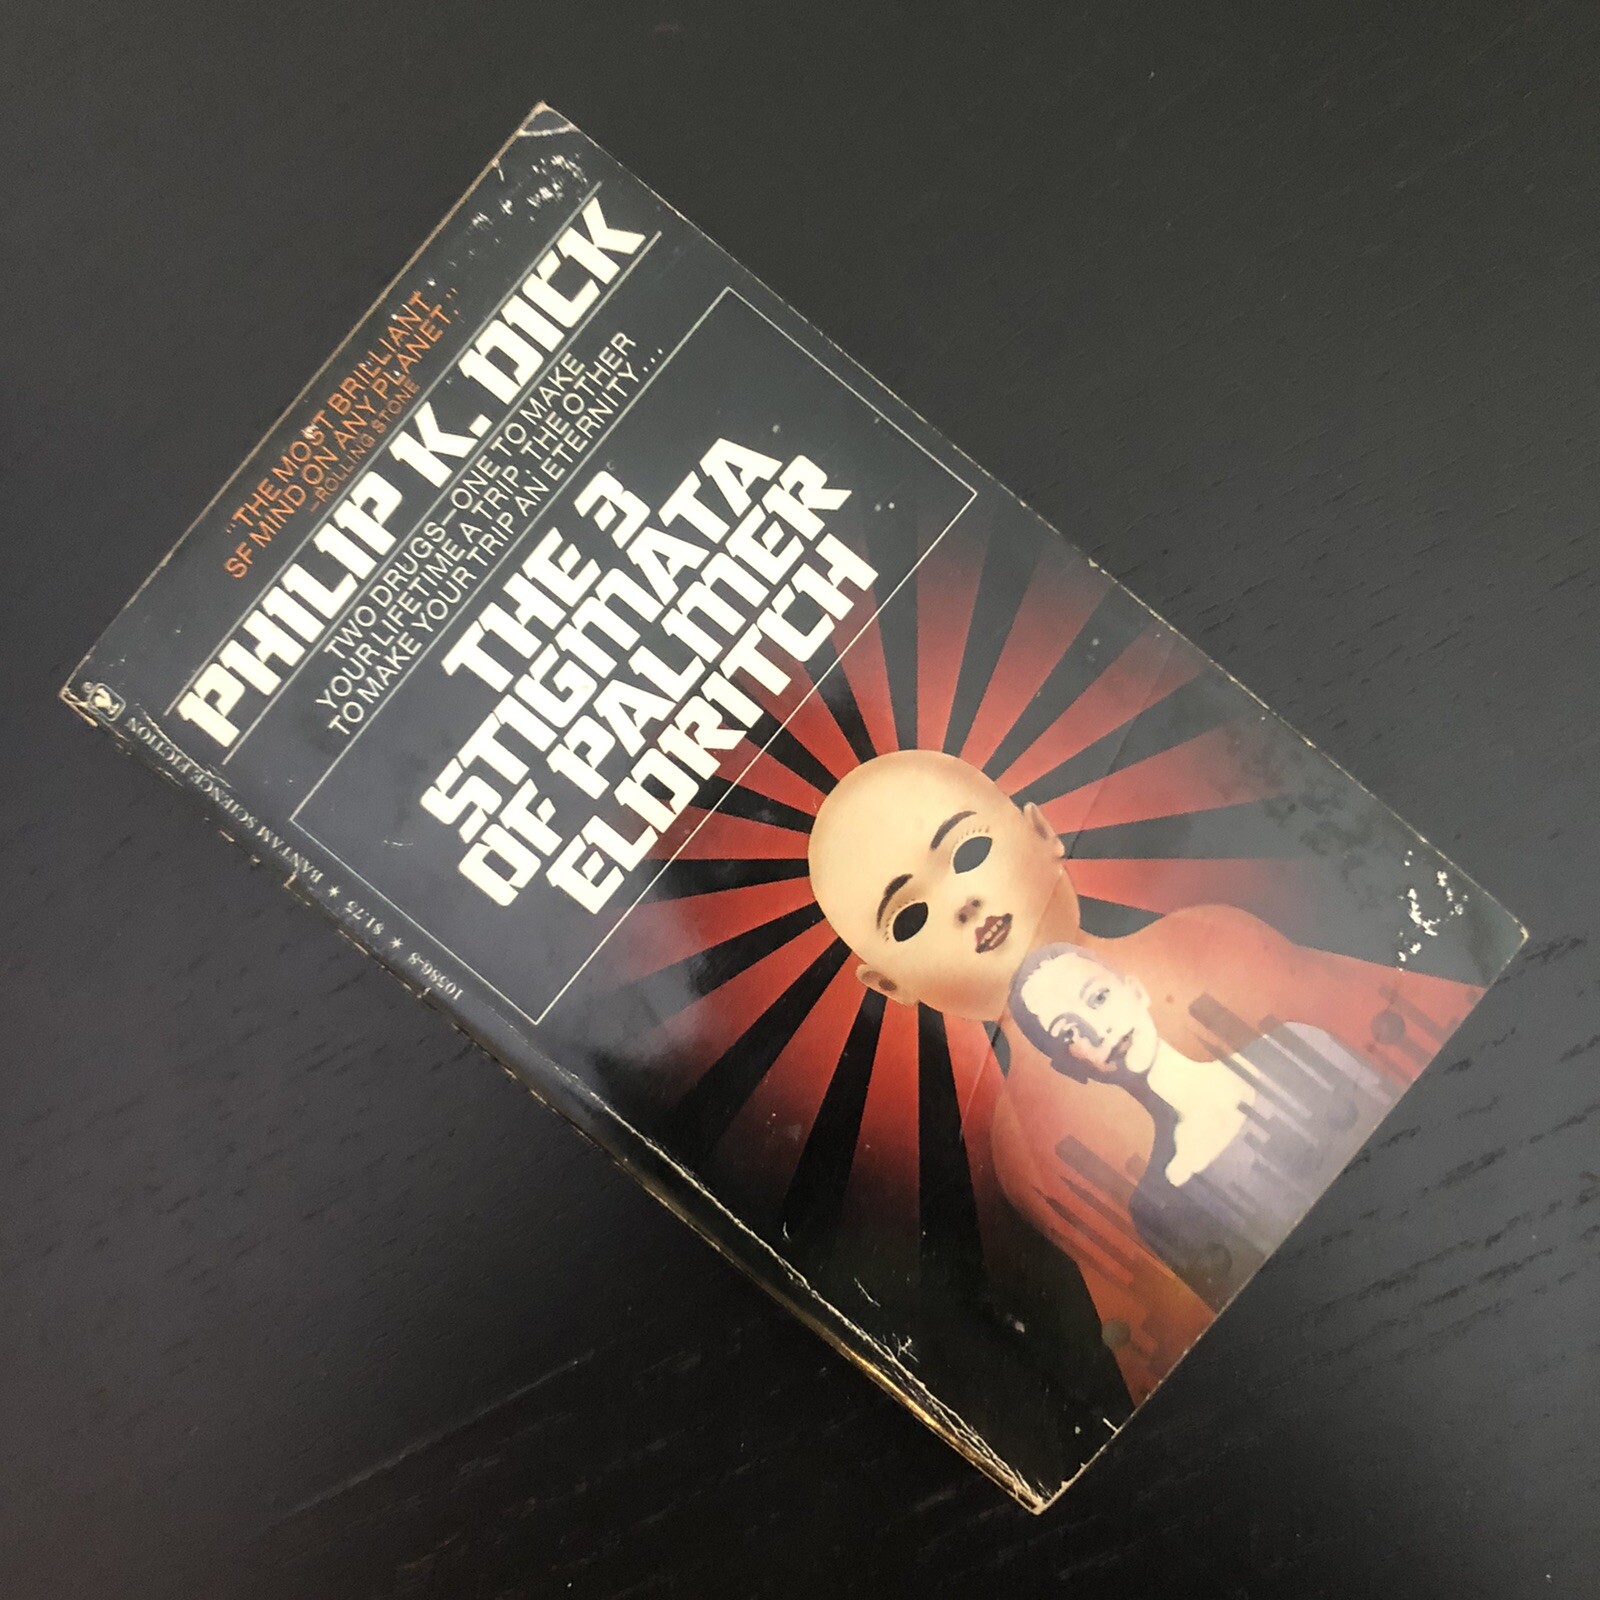 "THE MOST BRILLIANT
SF MIND ON ANY PLANET."
—ROLLING STONE
PHILIP K. DICK
TWO DRUGS—ONE TO MAKE
YOUR LIFETIME A TRIP, THE OTHER
TO MAKE YOUR TRIP AN ETERNITY...
THE 3
STIGMATA
OF PALMER
ELDRITCH
10586-8 ★ $1.75 ★ BANTAM SCIENCE FICTION